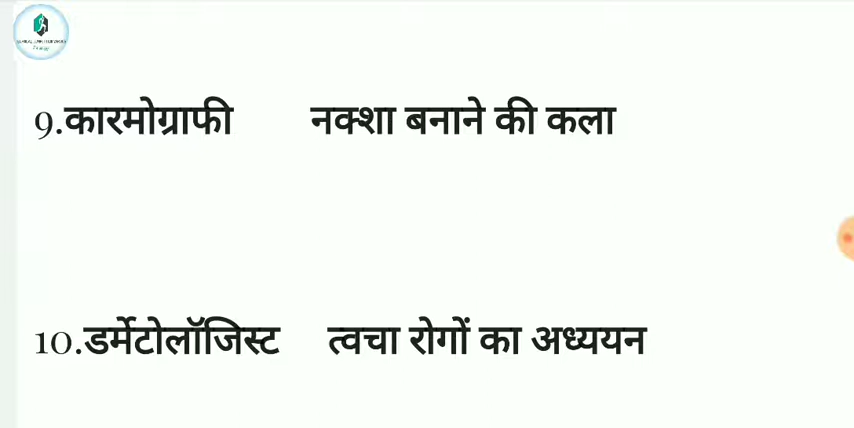 9.कारमोग्राफी नक्शा बनाने की कला
10.डर्मेटोलॉजिस्ट त्वचा रोगों का अध्ययन